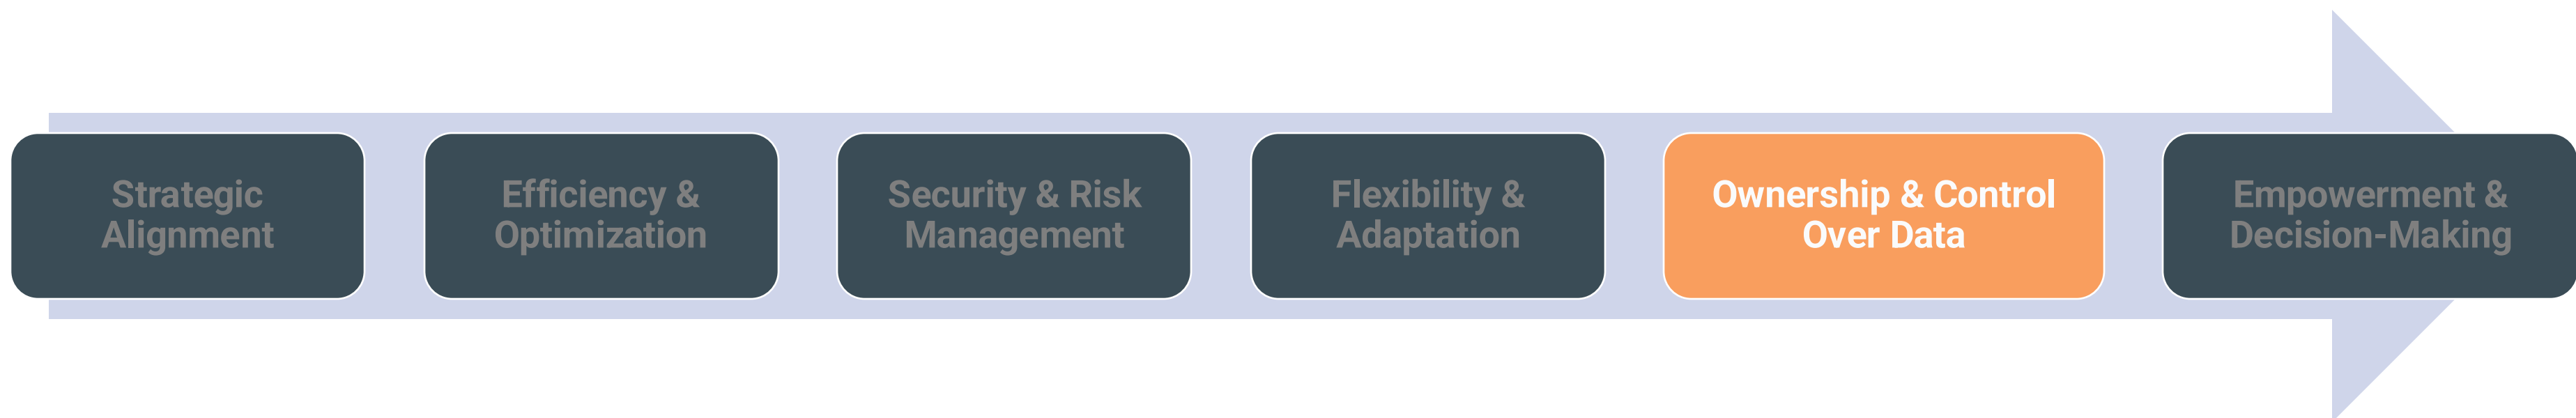 Strategic
Alignment
Efficiency &
Optimization
Security & Risk
Management
Flexibility &
Adaptation
Ownership & Control
Over Data
Empowerment &
Decision-Making